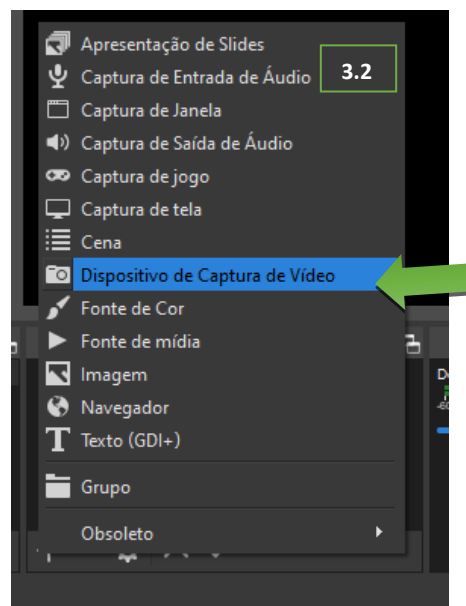 Apresentação de Slides
3.2
Captura de Entrada de Áudio
Captura de Janela
Captura de Saída de Áudio
Captura de jogo
Captura de tela
Cena
Dispositivo de Captura de Vídeo
Fonte de Cor
Fonte de mídia
Imagem
Navegador
Texto (GDI+)
Grupo
Obsoleto